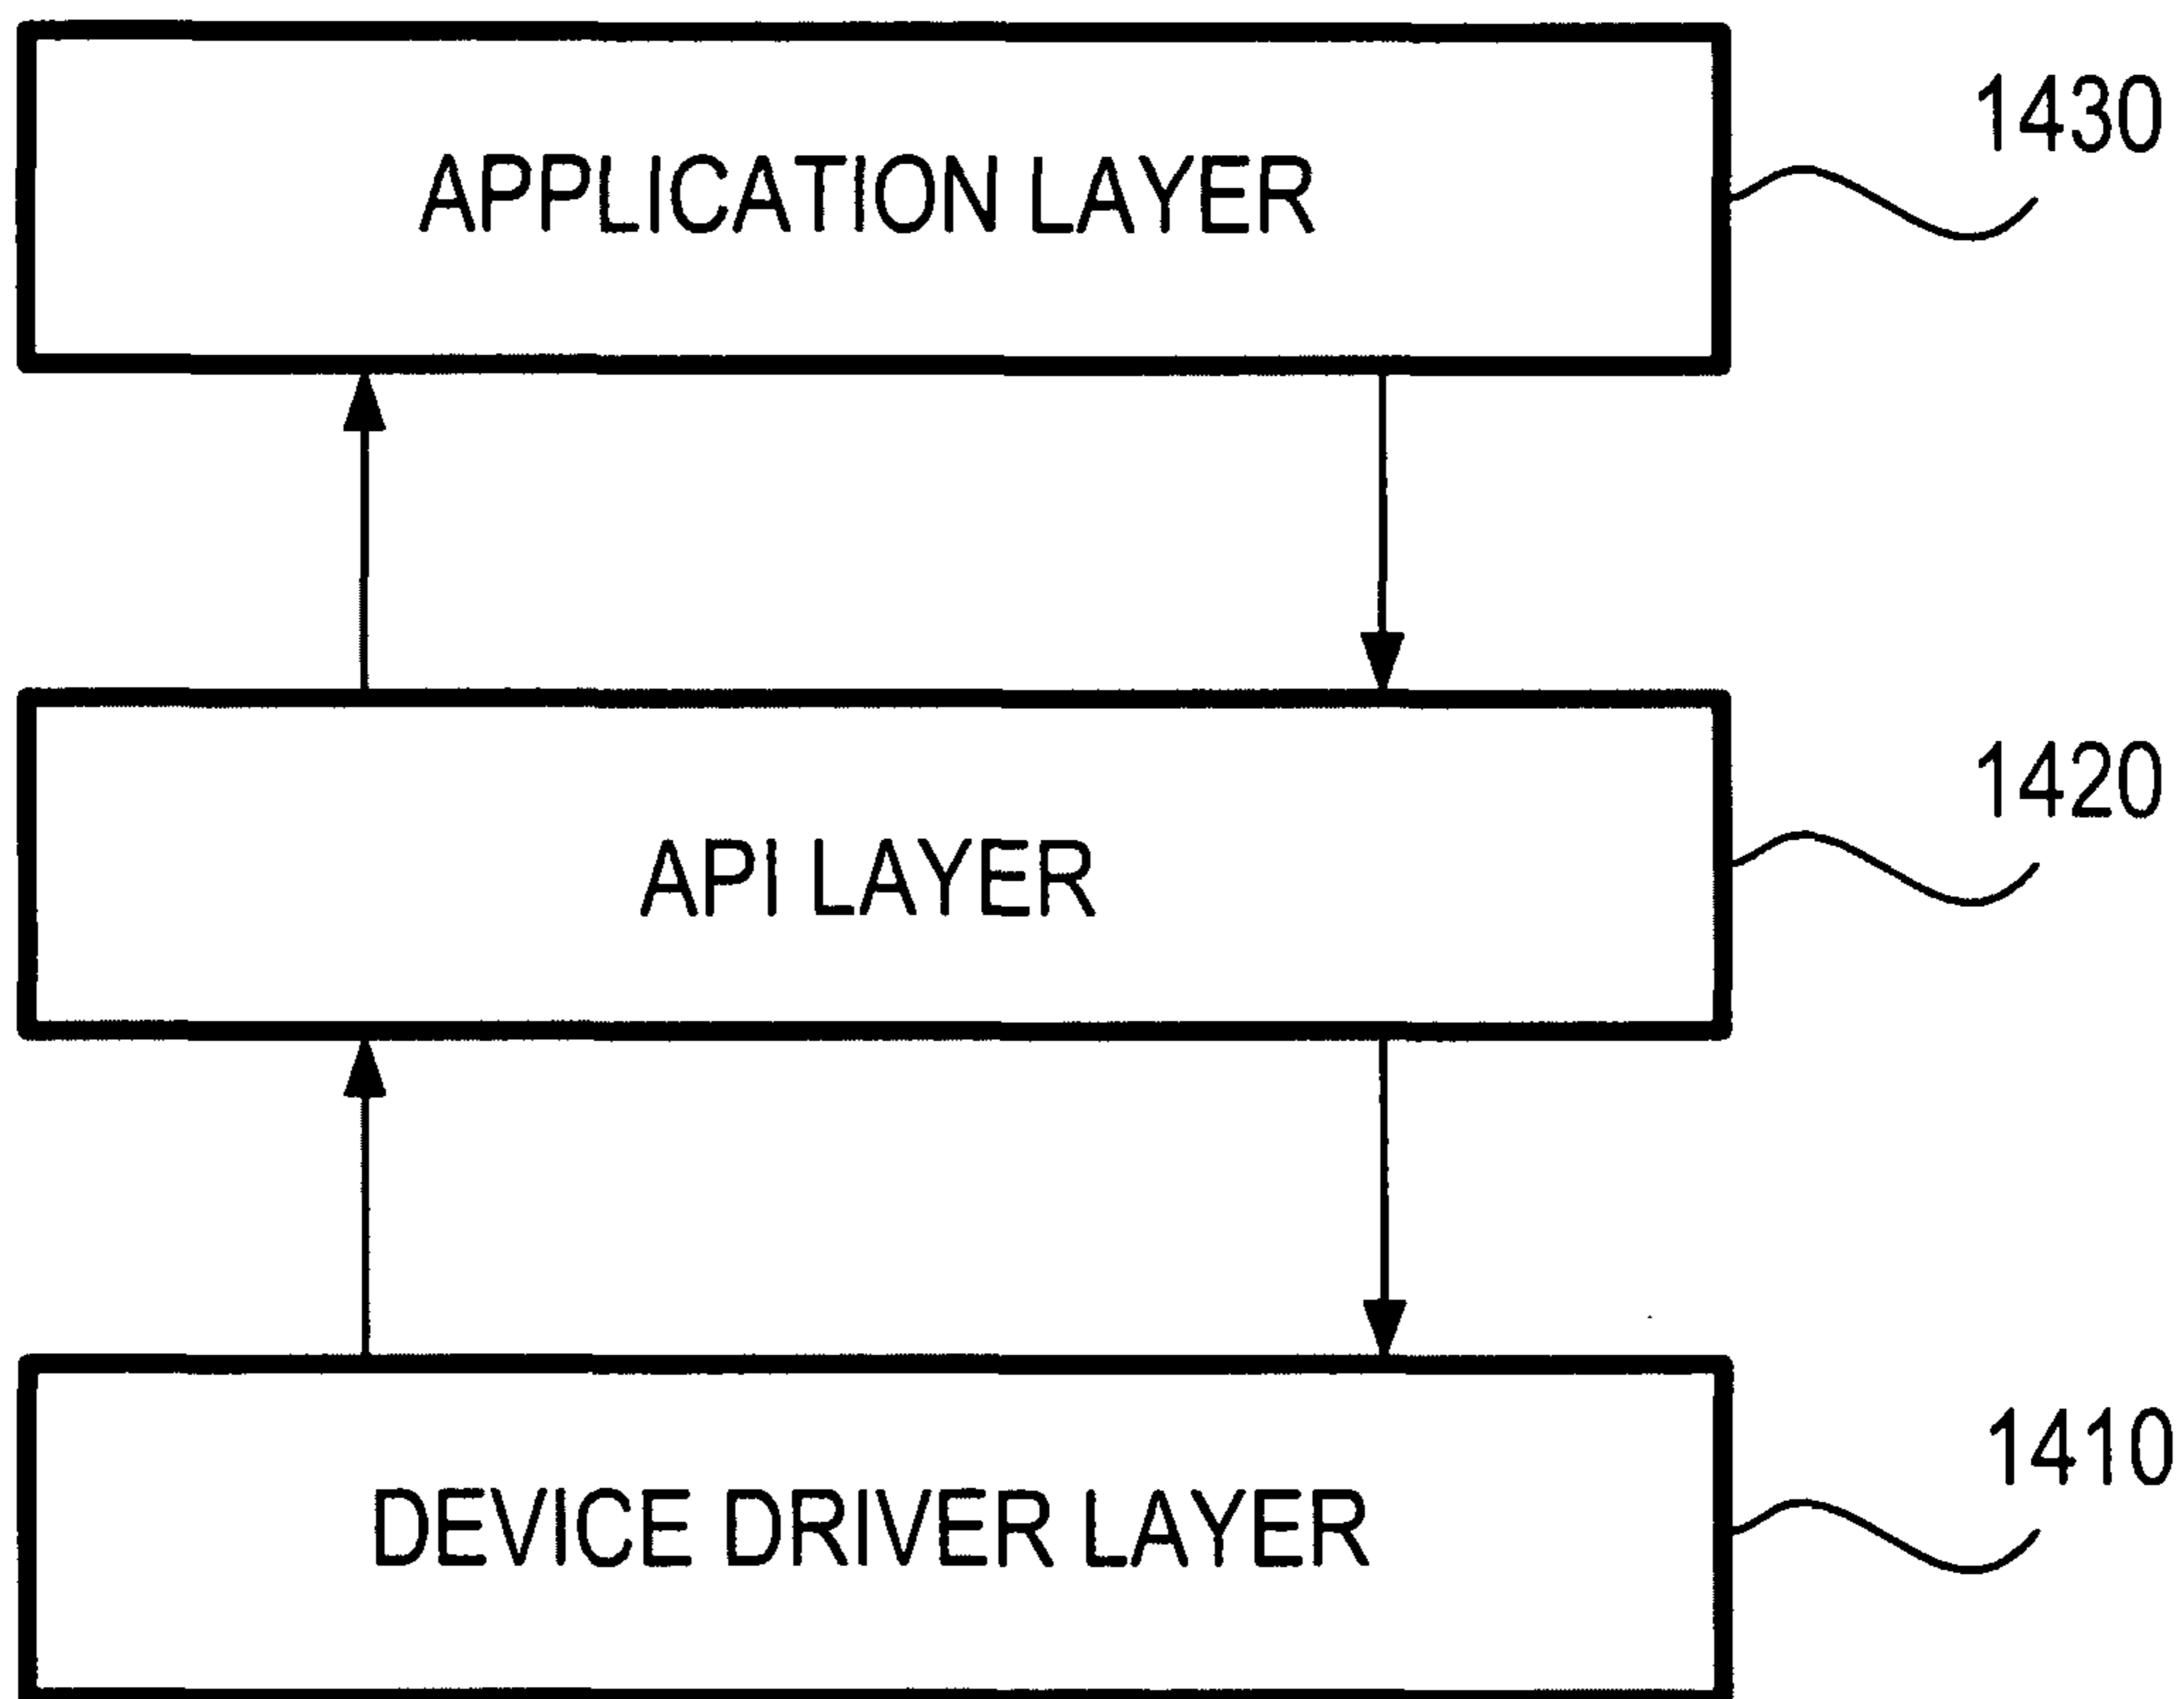 1430
APPLICATION LAYER
1420
API LAYER
1410
DEVICE DRIVER LAYER